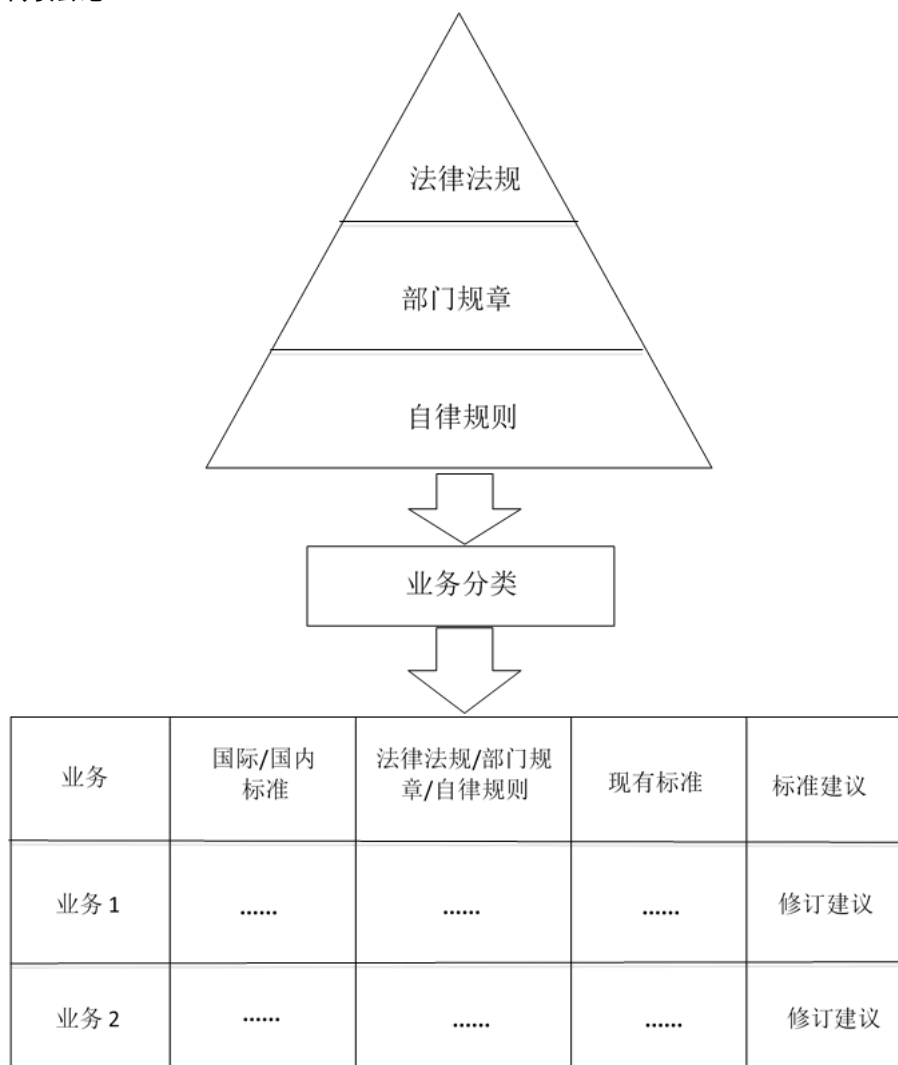 法律法规
部门规章
自律规则
业务分类
业务
国际/国内
标准
法律法规/部门规
章/自律规则
现有标准
标准建议
业务 1
......
......
......
修订建议
业务 2
......
......
......
修订建议